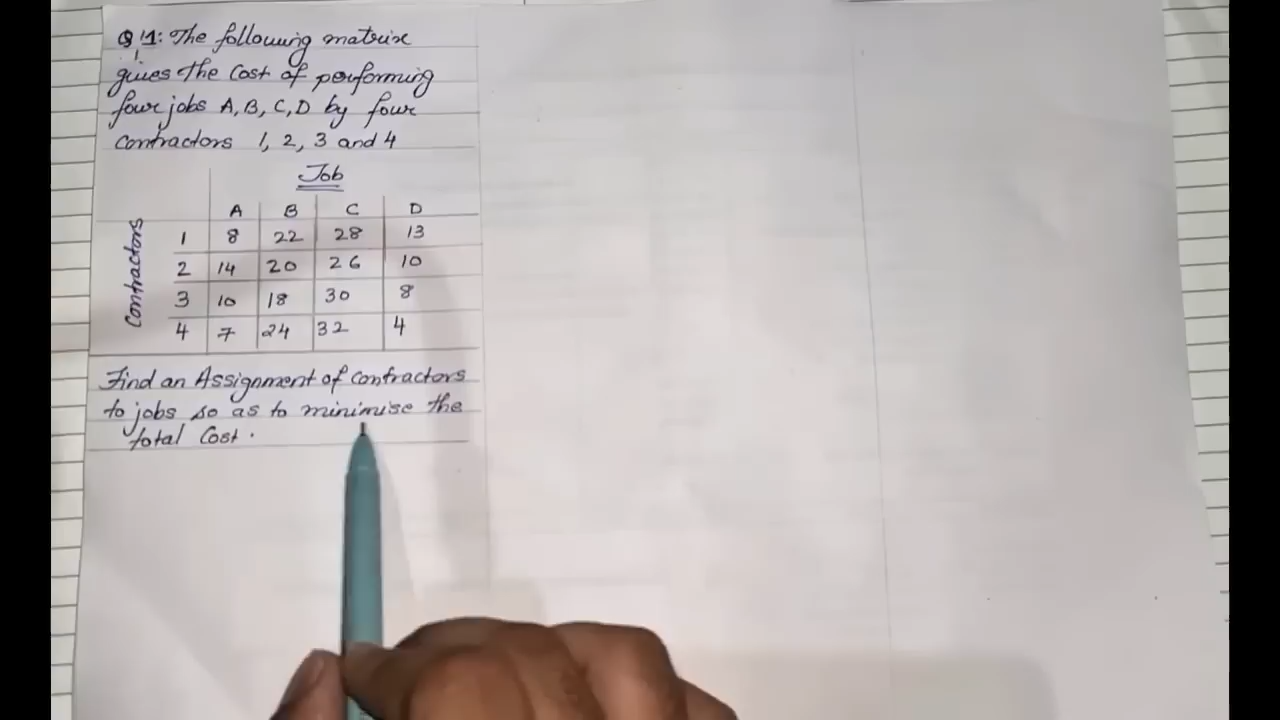 Q 1: The following matrix
gives the cost of performing
four jobs A, B, C, D by four
contractors 1, 2, 3 and 4
Job
A B C D
Contractors
1 8 22 28 13
2 14 20 26 10
3 10 18 30 8
4 7 24 32 4
Find an Assignment of contractors
to jobs so as to minimise the
total cost.